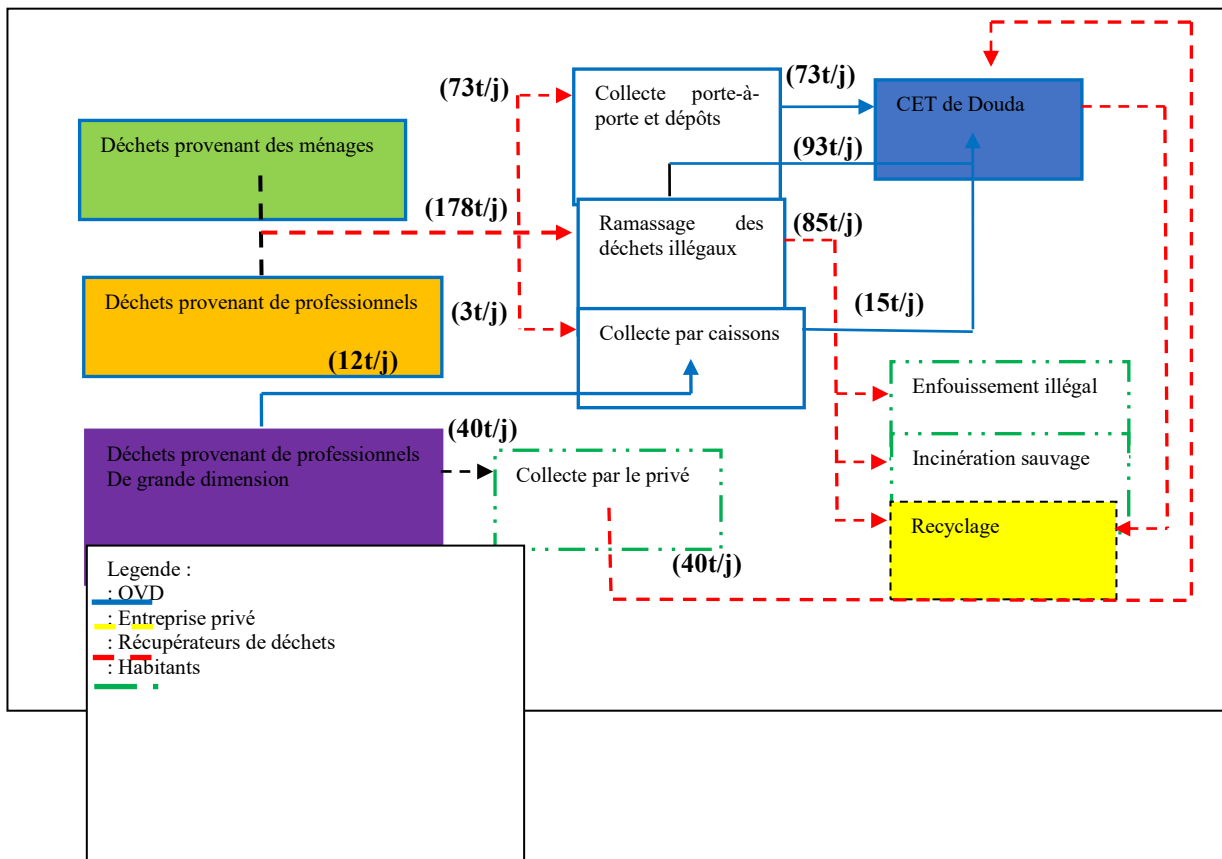 (73t/j)
(73t/j)
Collecte porte-à-
porte et dépôts
CET de Douda
Déchets provenant des ménages
(93t/j)
(178t/j)
Ramassage des
déchets illégaux
(85t/j)
Déchets provenant de professionnels
(3t/j)
Collecte par caissons
(15t/j)
(12t/j)
Enfouissement illégal
(40t/j)
Déchets provenant de professionnels
De grande dimension
Collecte par le privé
Incinération sauvage
Recyclage
(40t/j)
Legende :
: OVD
: Entreprise privé
: Récupérateurs de déchets
: Habitants